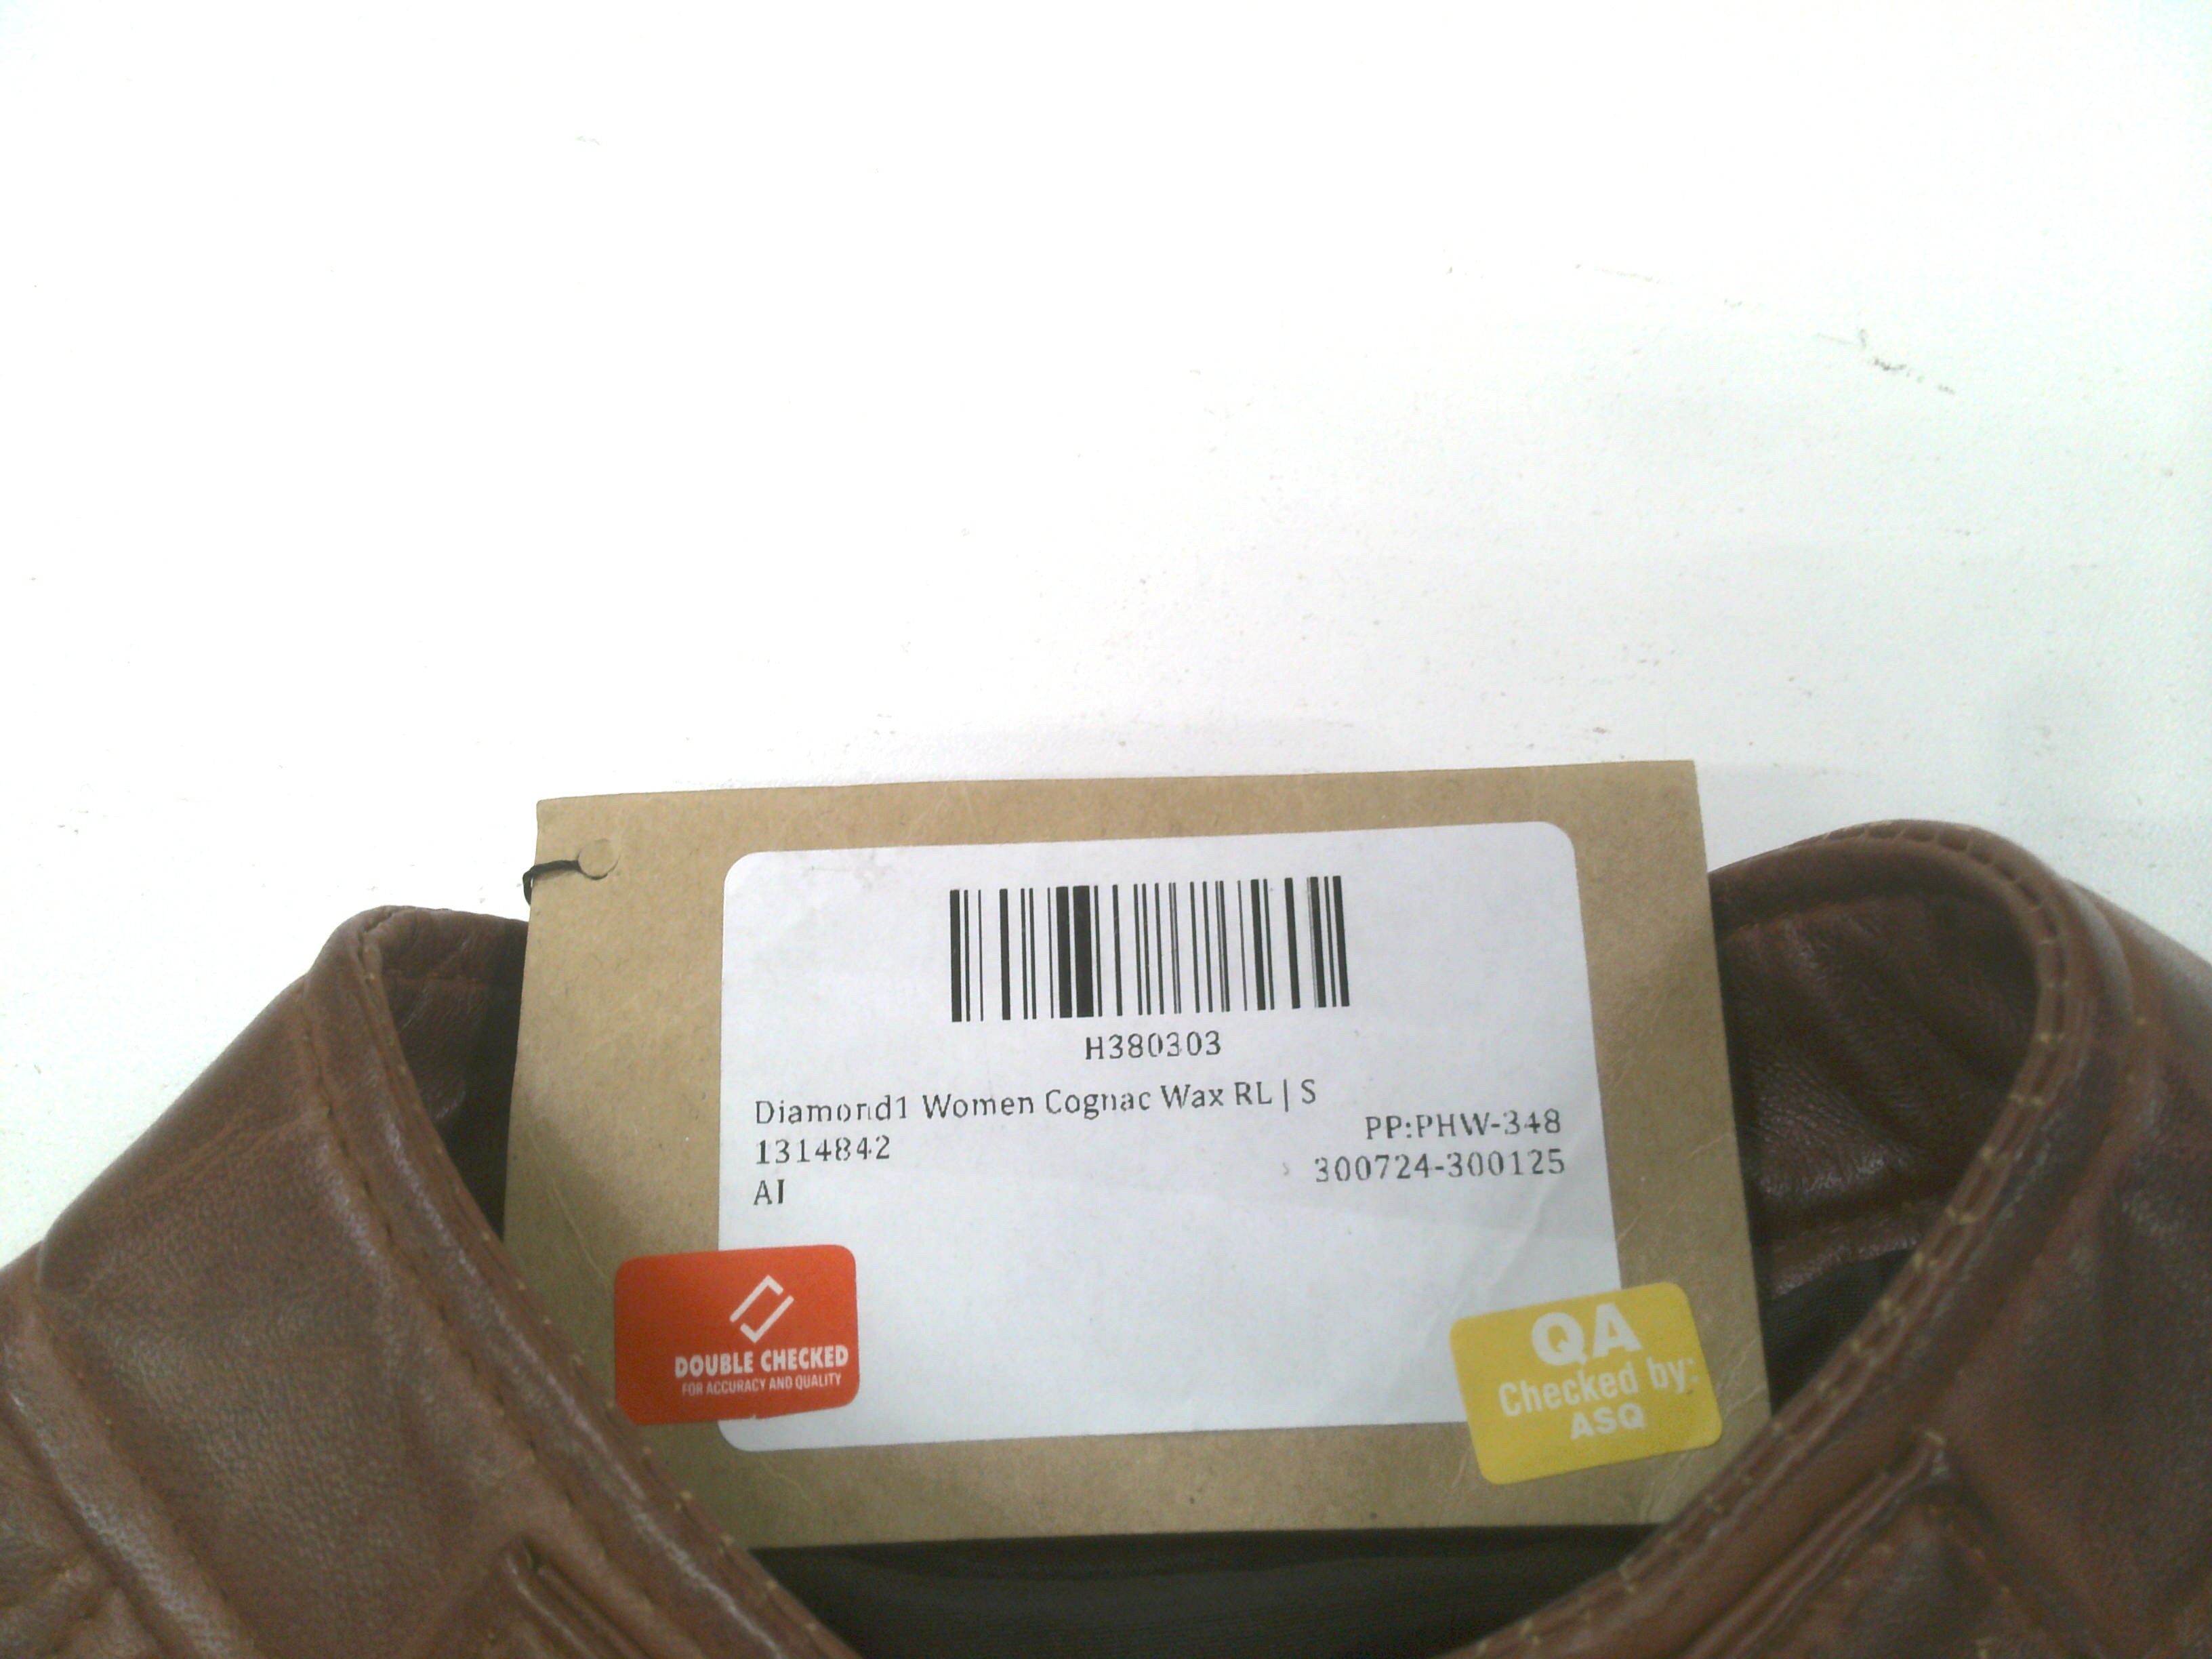 H380303
Diamond1 Women Cognac Wax RL | S
1314842
PP:PHW-348
AI
300724-300125
DOUBLE CHECKED
FOR ACCURACY AND QUALITY
QA
Checked by:
ASQ